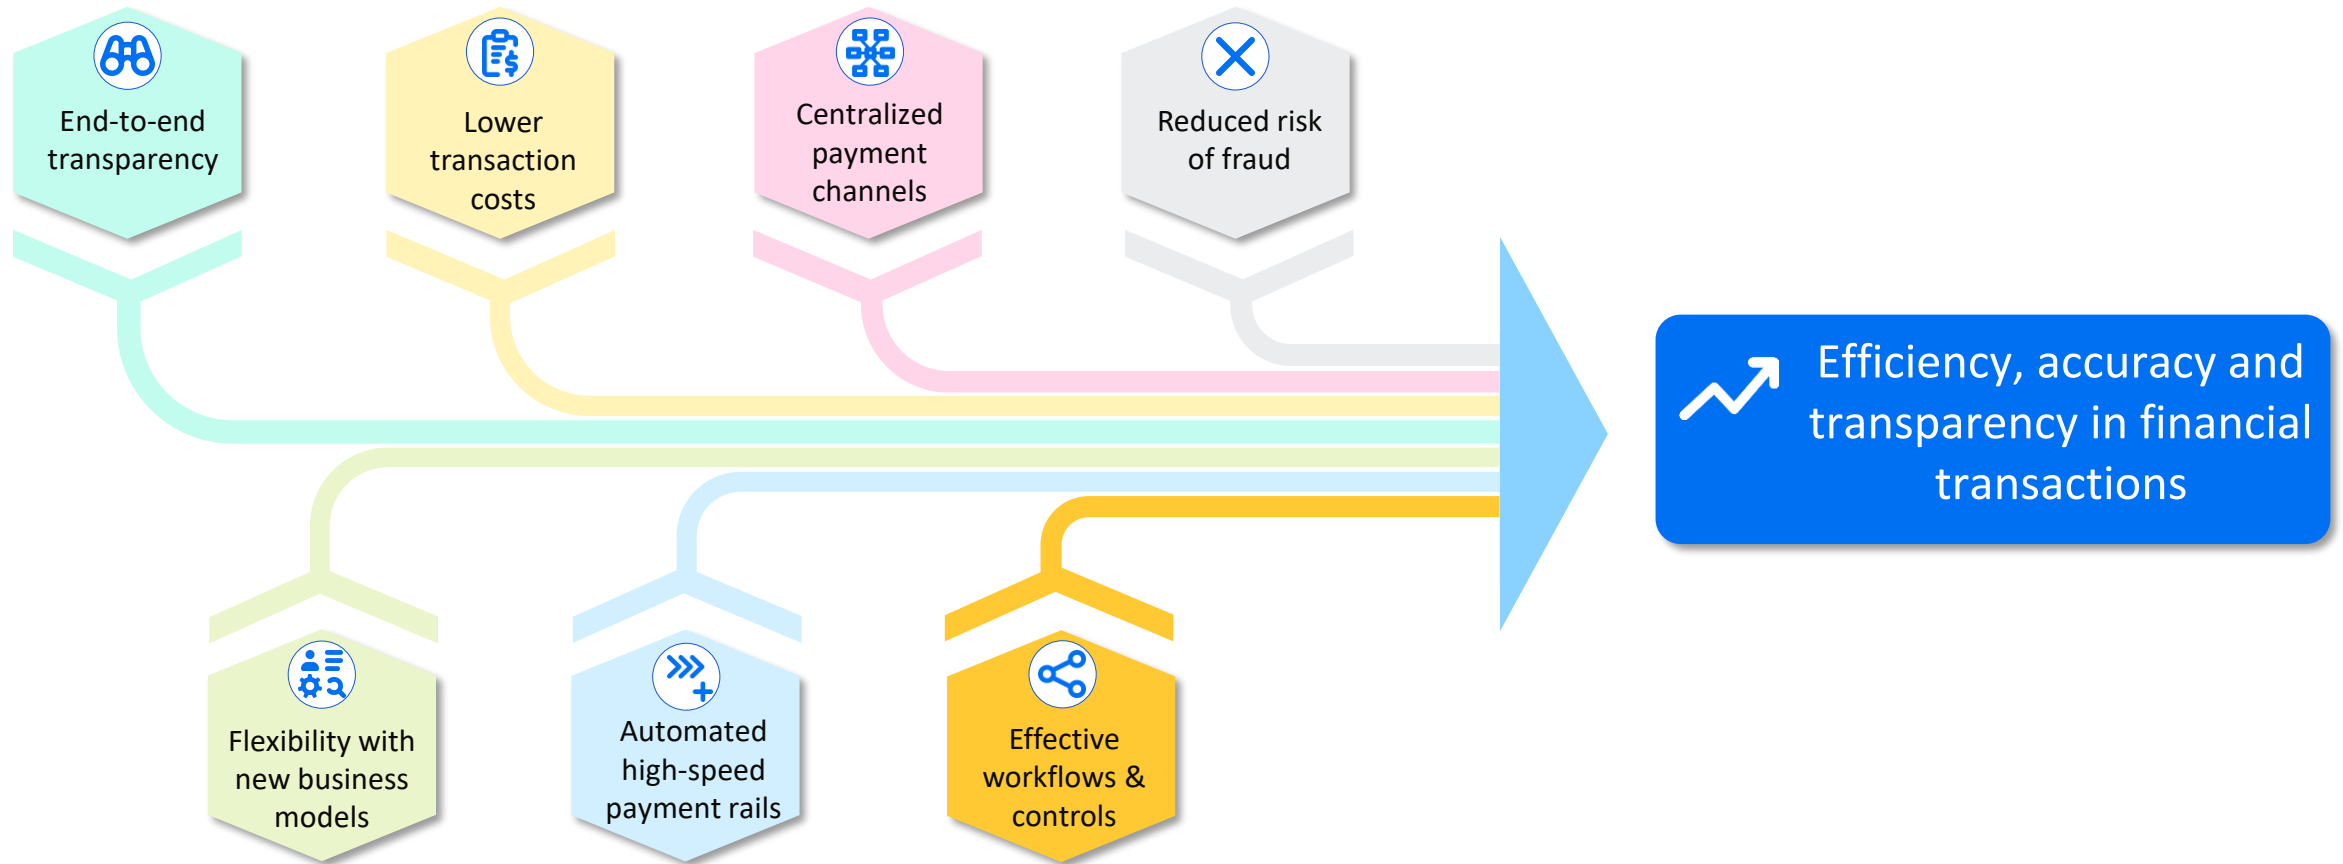 End-to-end
transparency
Lower
transaction
costs
Centralized
payment
channels
Reduced risk
of fraud
Efficiency, accuracy and
transparency in financial
transactions
Flexibility with
new business
models
Automated
high-speed
payment rails
Effective
workflows &
controls